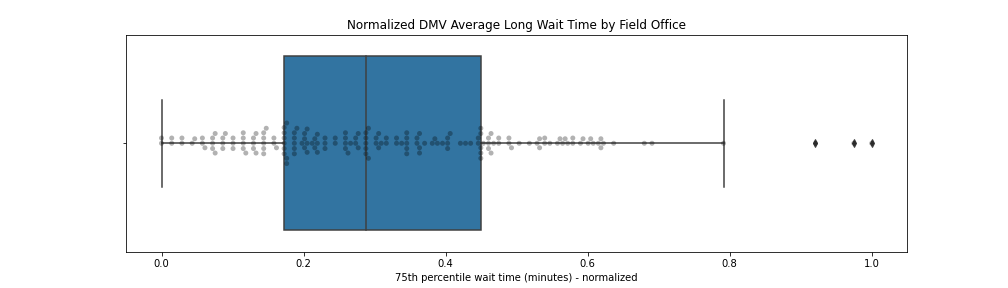 Normalized DMV Average Long Wait Time by Field Office
0.0 0.2 0.4 0.6 0.8 1.0
75th percentile wait time (minutes) - normalized